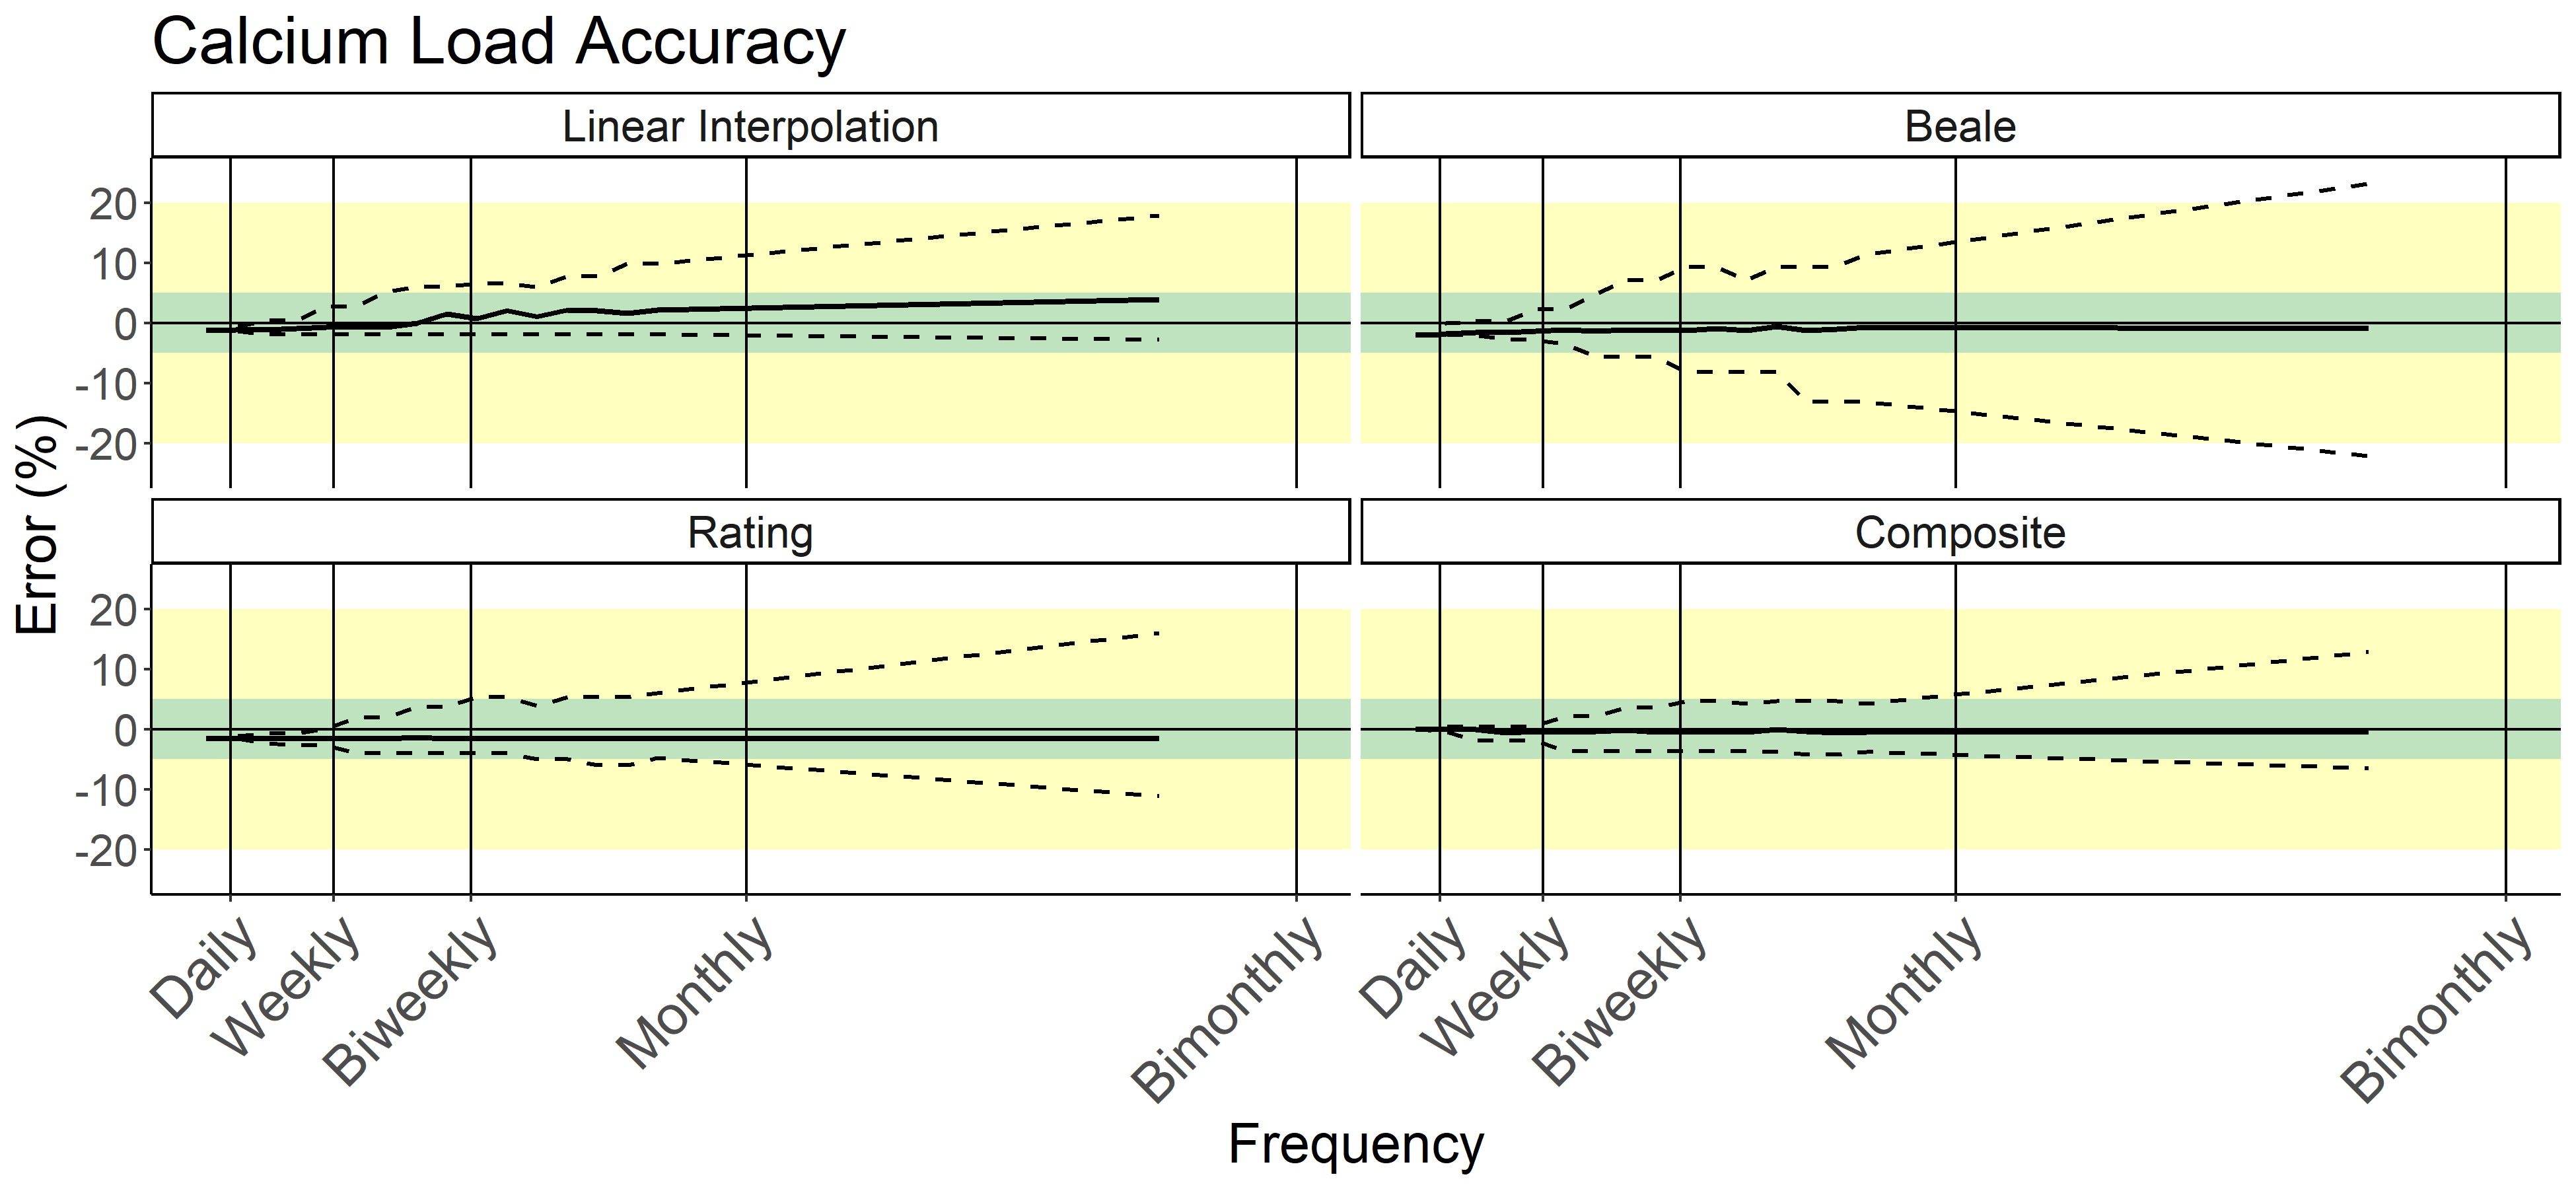 Calcium Load Accuracy
Linear Interpolation
Beale
20
10
0
-10
-20
Rating
Composite
20
10
0
-10
-20
Error (%)
Daily
Weekly
Biweekly
Monthly
Bimonthly
Daily
Weekly
Biweekly
Monthly
Bimonthly
Frequency